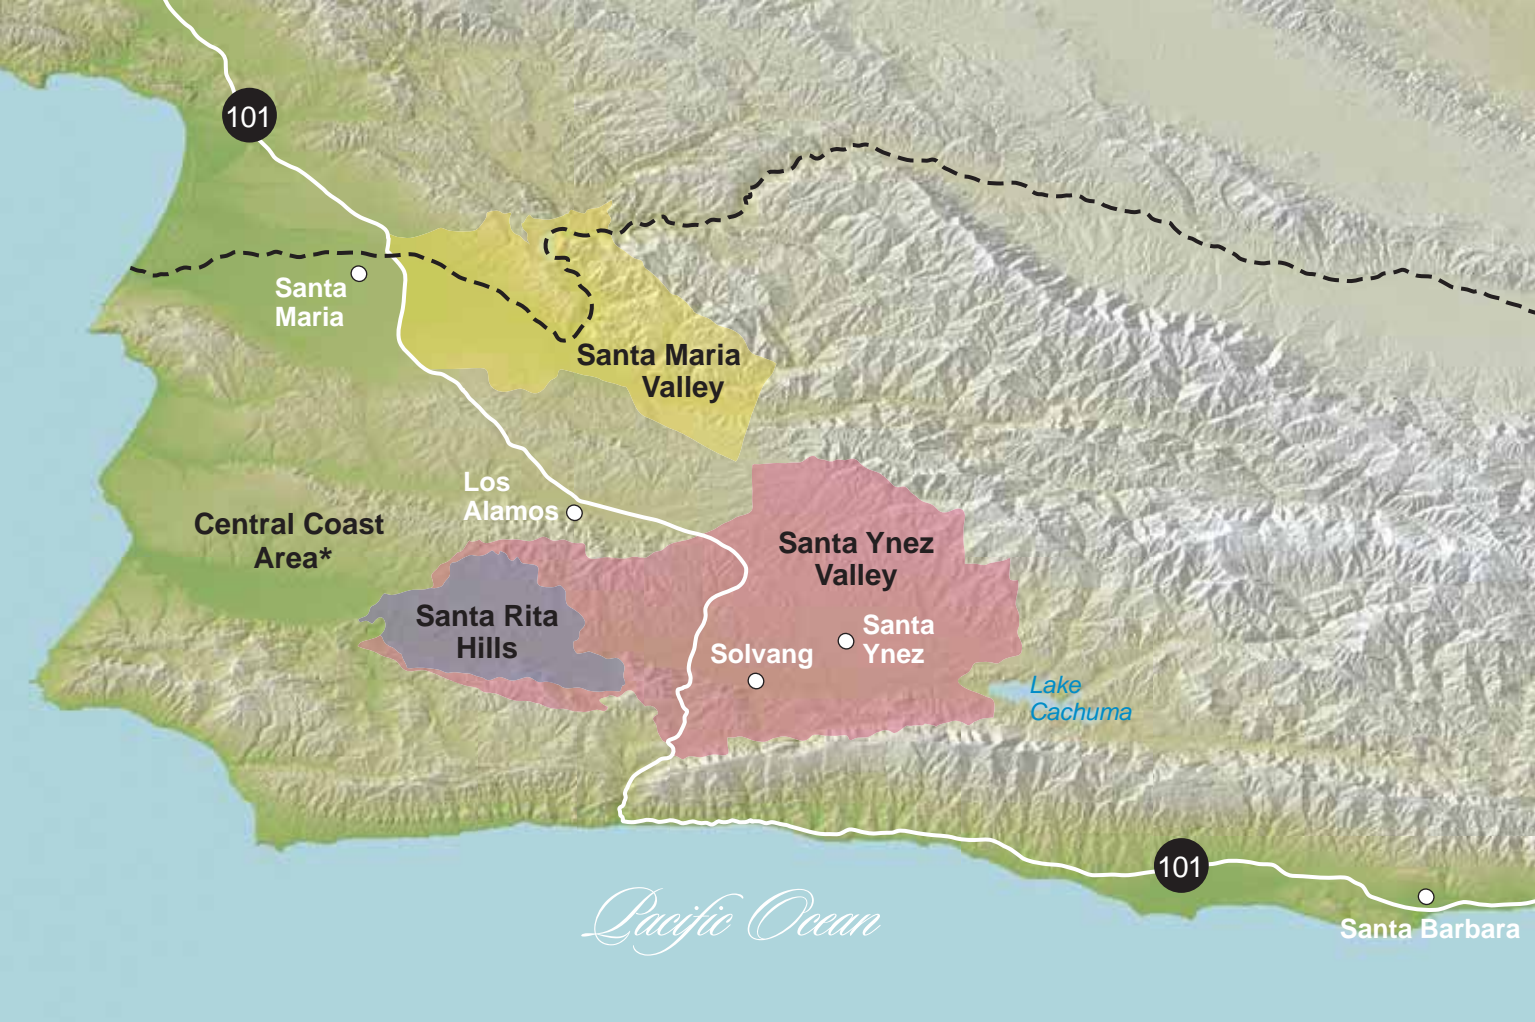 101
Santa
Maria
Santa Maria
Valley
Los
Alamos
Central Coast
Area*
Santa Ynez
Valley
Santa Rita
Hills
Santa
Ynez
Solvang
Lake
Cachuma
101
Pacific Ocean
Santa Barbara